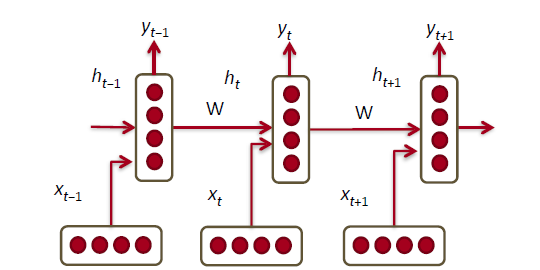 y_{t-1} y_t y_{t+1}
h_{t-1} h_t h_{t+1}
W W
x_{t-1} x_t x_{t+1}